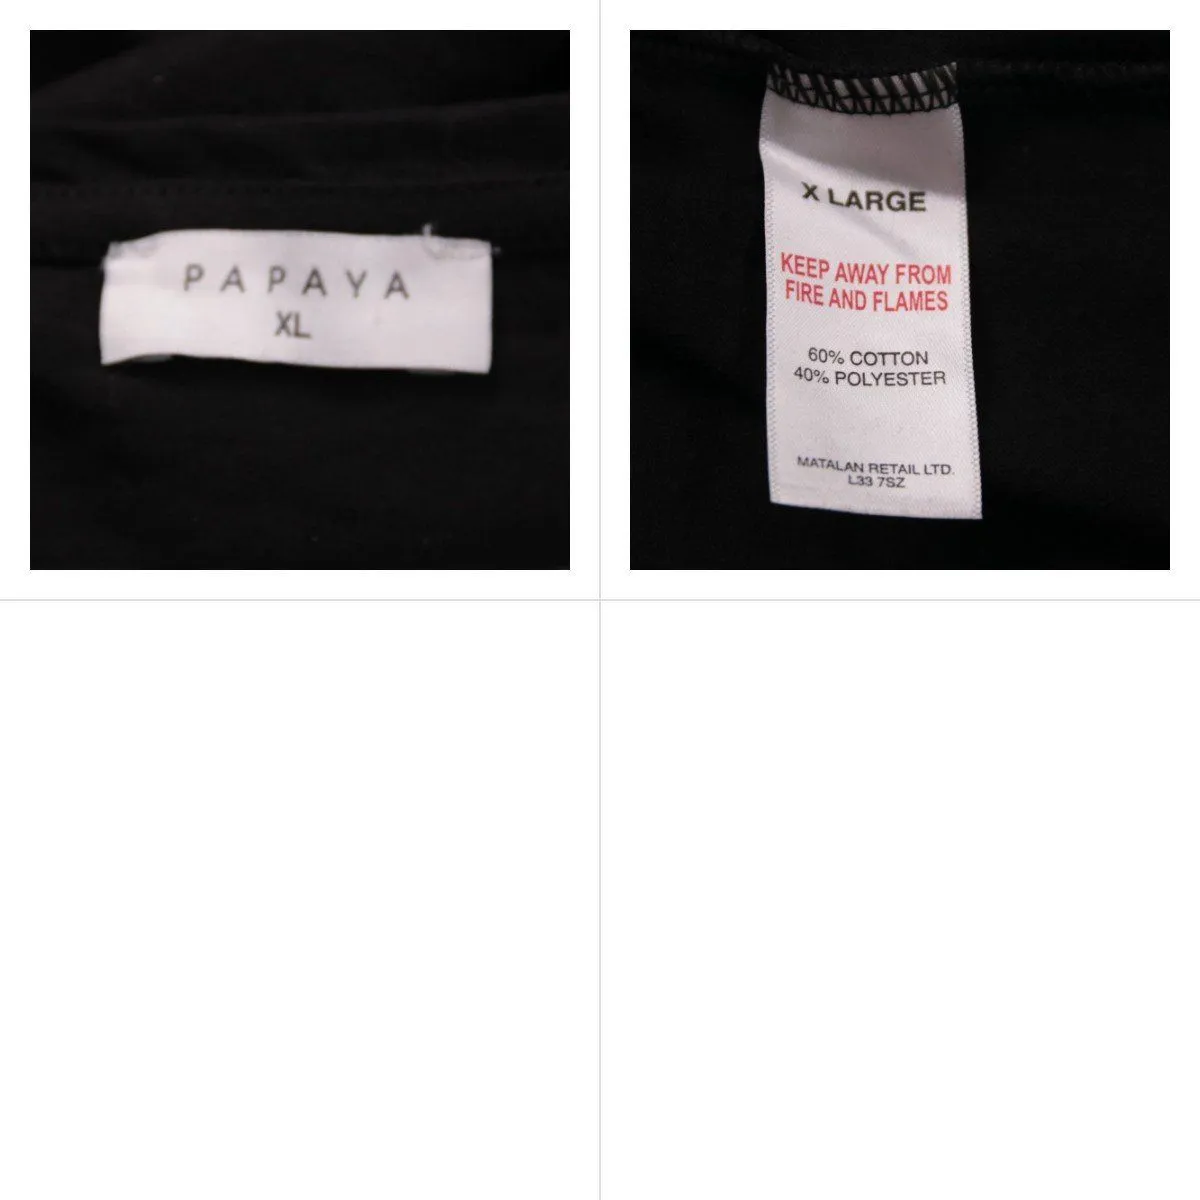 PAPAYA
XL
X LARGE
KEEP AWAY FROM
FIRE AND FLAMES
60% COTTON
40% POLYESTER
MATALAN RETAIL LTD.
L33 7SZ